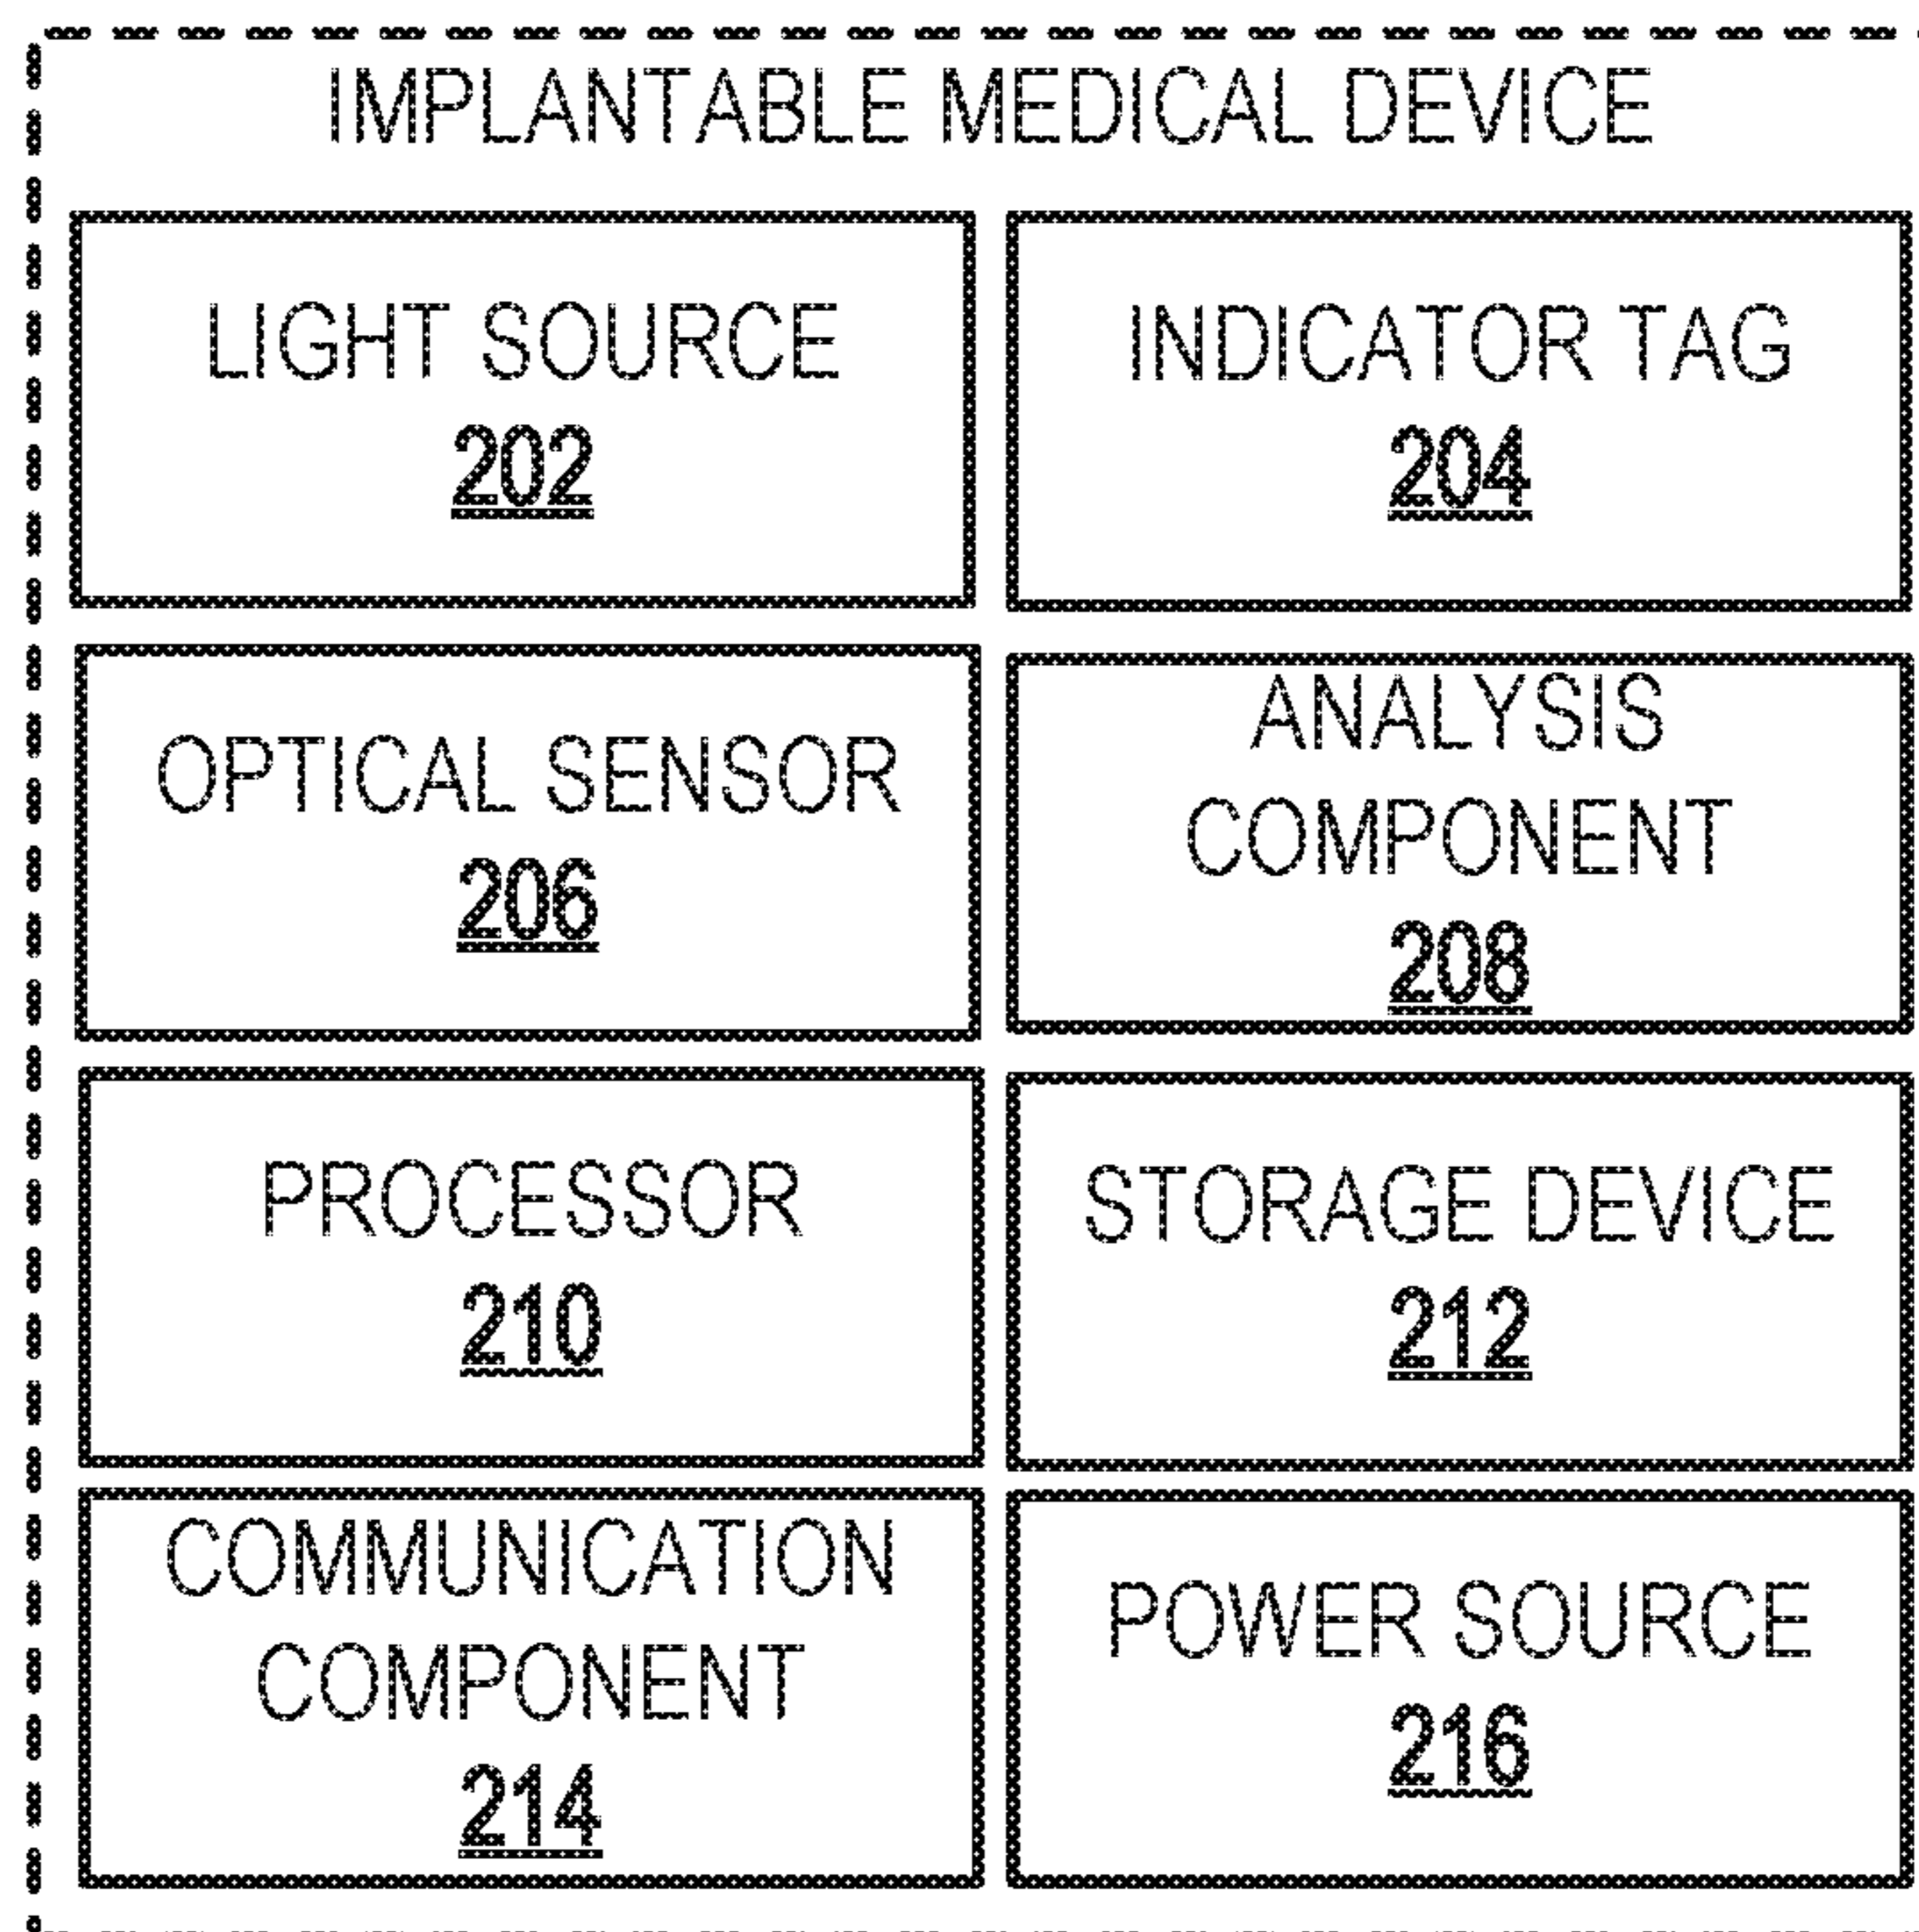 IMPLANTABLE MEDICAL DEVICE
LIGHT SOURCE
202
INDICATOR TAG
204
OPTICAL SENSOR
206
ANALYSIS
COMPONENT
208
PROCESSOR
210
STORAGE DEVICE
212
COMMUNICATION
COMPONENT
214
POWER SOURCE
216